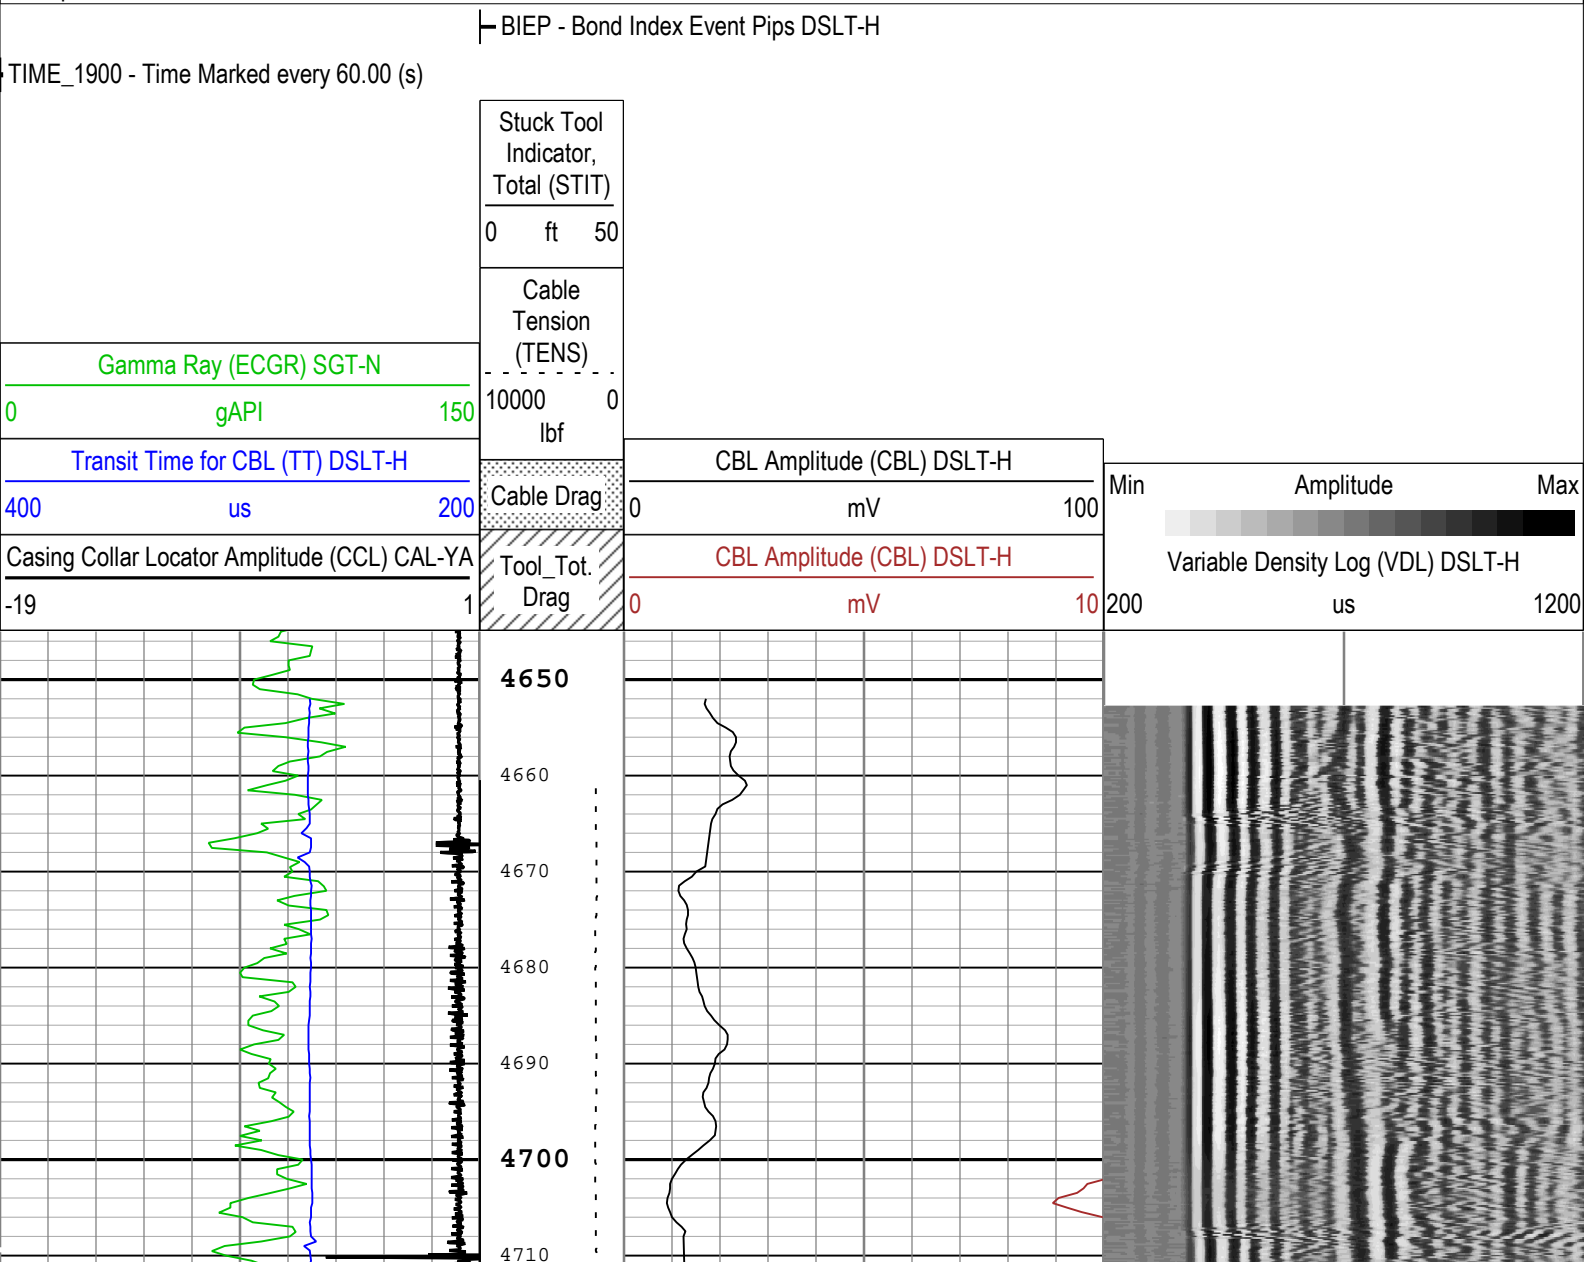 BIEP - Bond Index Event Pips DSLT-H
TIME_1900 - Time Marked every 60.00 (s)
Stuck Tool
Indicator,
Total (STIT)
0 ft 50
Cable
Tension
(TENS)
10000 0
lbf
Cable Drag
Tool_Tot.
Drag
Gamma Ray (ECGR) SGT-N
0 gAPI 150
Transit Time for CBL (TT) DSLT-H
400 us 200
Casing Collar Locator Amplitude (CCL) CAL-YA
-19 1
CBL Amplitude (CBL) DSLT-H
0 mV 100
CBL Amplitude (CBL) DSLT-H
0 mV 10
Min Amplitude Max
Variable Density Log (VDL) DSLT-H
200 us 1200
4650
4660
4670
4680
4690
4700
4710